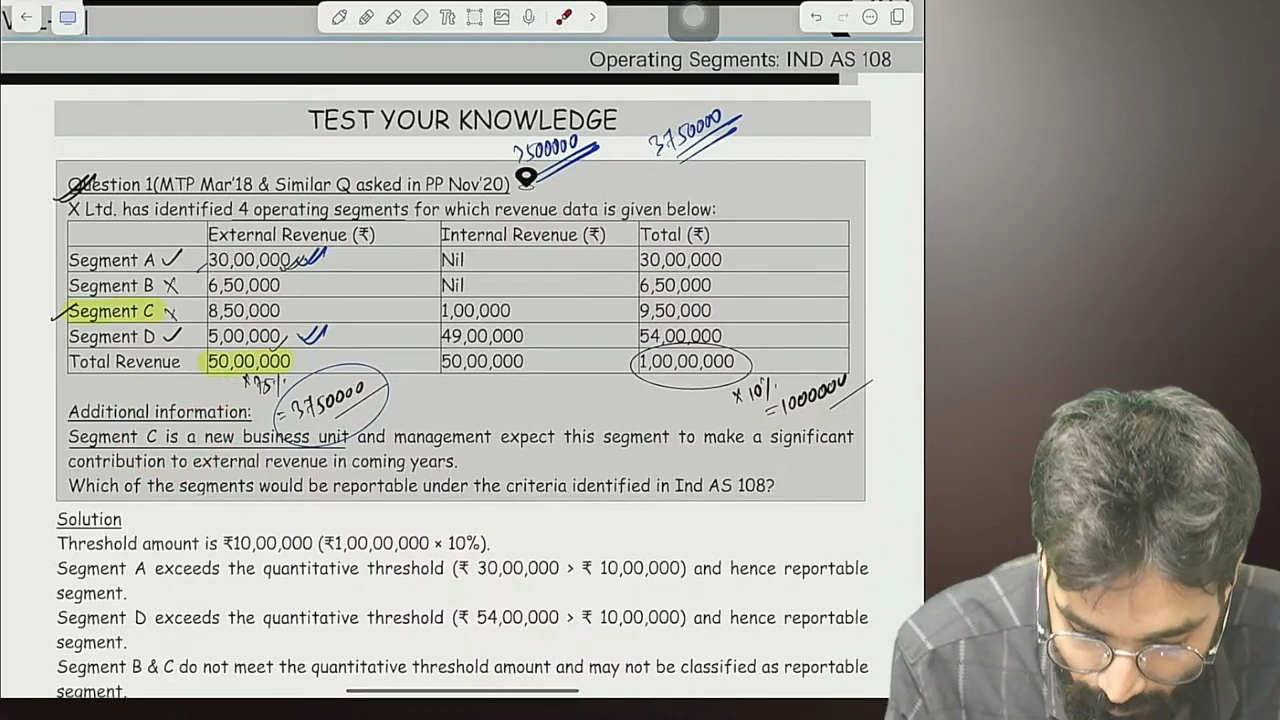 Operating Segments: IND AS 108
TEST YOUR KNOWLEDGE
3750000
Question 1(MTP Mar'18 & Similar Q asked in PP Nov'20)
X Ltd. has identified 4 operating segments for which revenue data is given below:
External Revenue (₹) Internal Revenue (₹) Total (₹)
Segment A 30,00,000 Nil 30,00,000
Segment B 6,50,000 Nil 6,50,000
Segment C 8,50,000 1,00,000 9,50,000
Segment D 5,00,000 49,00,000 54,00,000
Total Revenue 50,00,000 50,00,000 1,00,00,000
x 75%
= 3750000
x 10%
= 1000000
Additional information:
Segment C is a new business unit and management expect this segment to make a significant
contribution to external revenue in coming years.
Which of the segments would be reportable under the criteria identified in Ind AS 108?
Solution
Threshold amount is ₹10,00,000 (₹1,00,00,000 × 10%).
Segment A exceeds the quantitative threshold (₹ 30,00,000 > ₹ 10,00,000) and hence reportable
segment.
Segment D exceeds the quantitative threshold (₹ 54,00,000 > ₹ 10,00,000) and hence reportable
segment.
Segment B & C do not meet the quantitative threshold amount and may not be classified as reportable
segment.